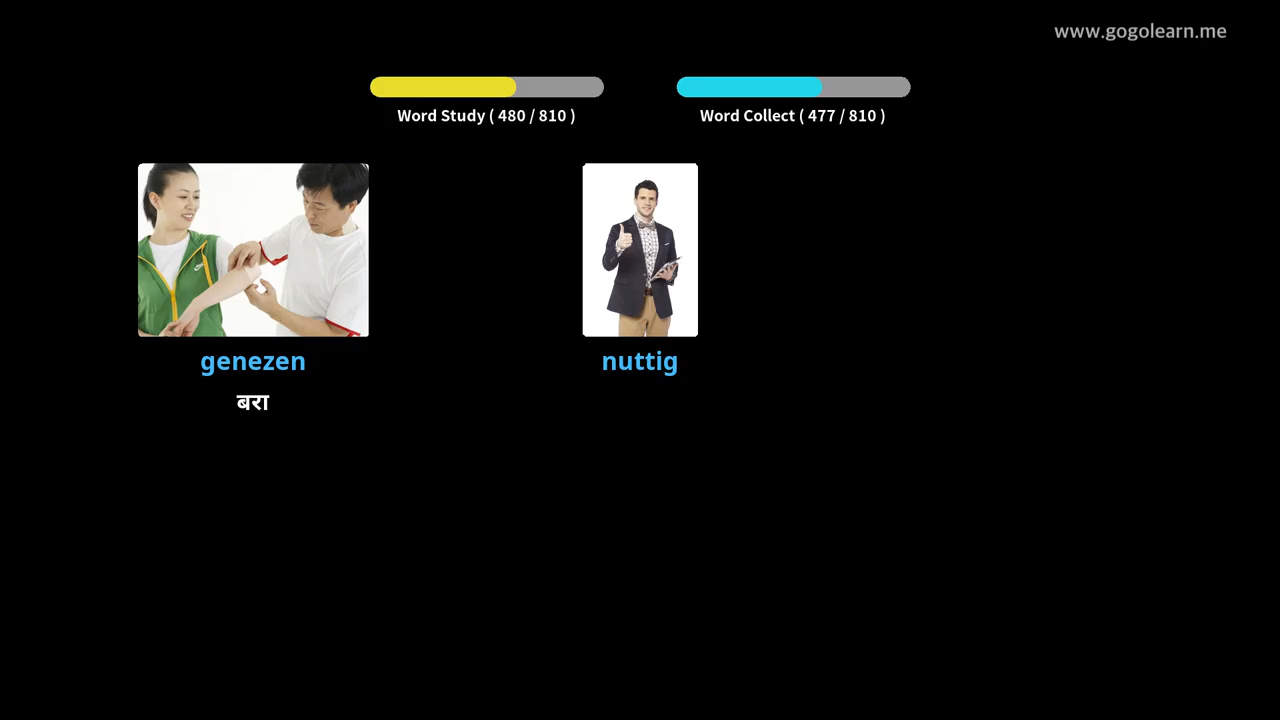 www.gogolearn.me
Word Study ( 480 / 810 )
Word Collect ( 477 / 810 )
genezen
nuttig
बरा